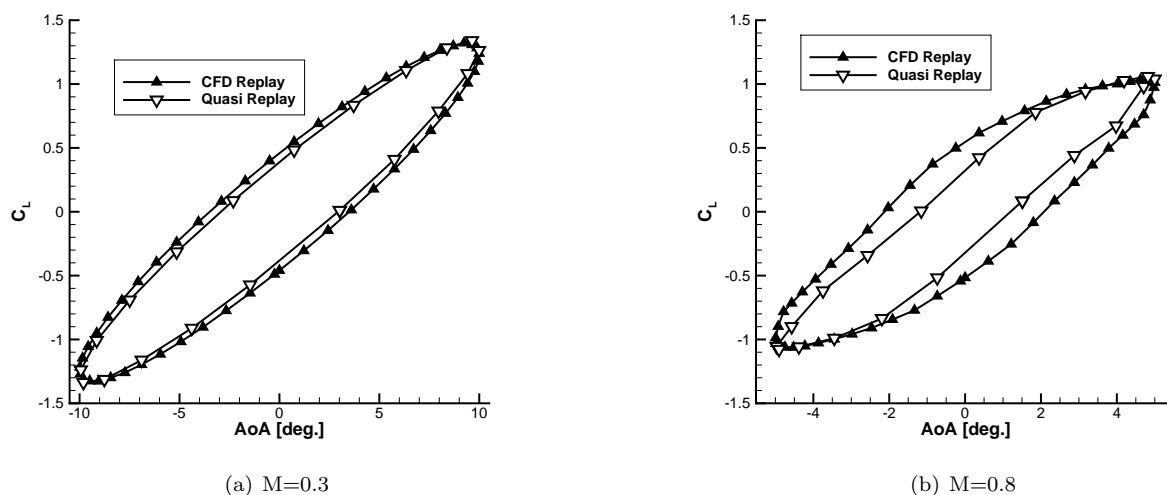 1.5
1
0.5
0
-0.5
-1
-1.5
C_L
CFD Replay
Quasi Replay
-10 -5 0 5 10
AoA [deg.]
(a) M=0.3
1.5
1
0.5
0
-0.5
-1
-1.5
C_L
CFD Replay
Quasi Replay
-4 -2 0 2 4
AoA [deg.]
(b) M=0.8